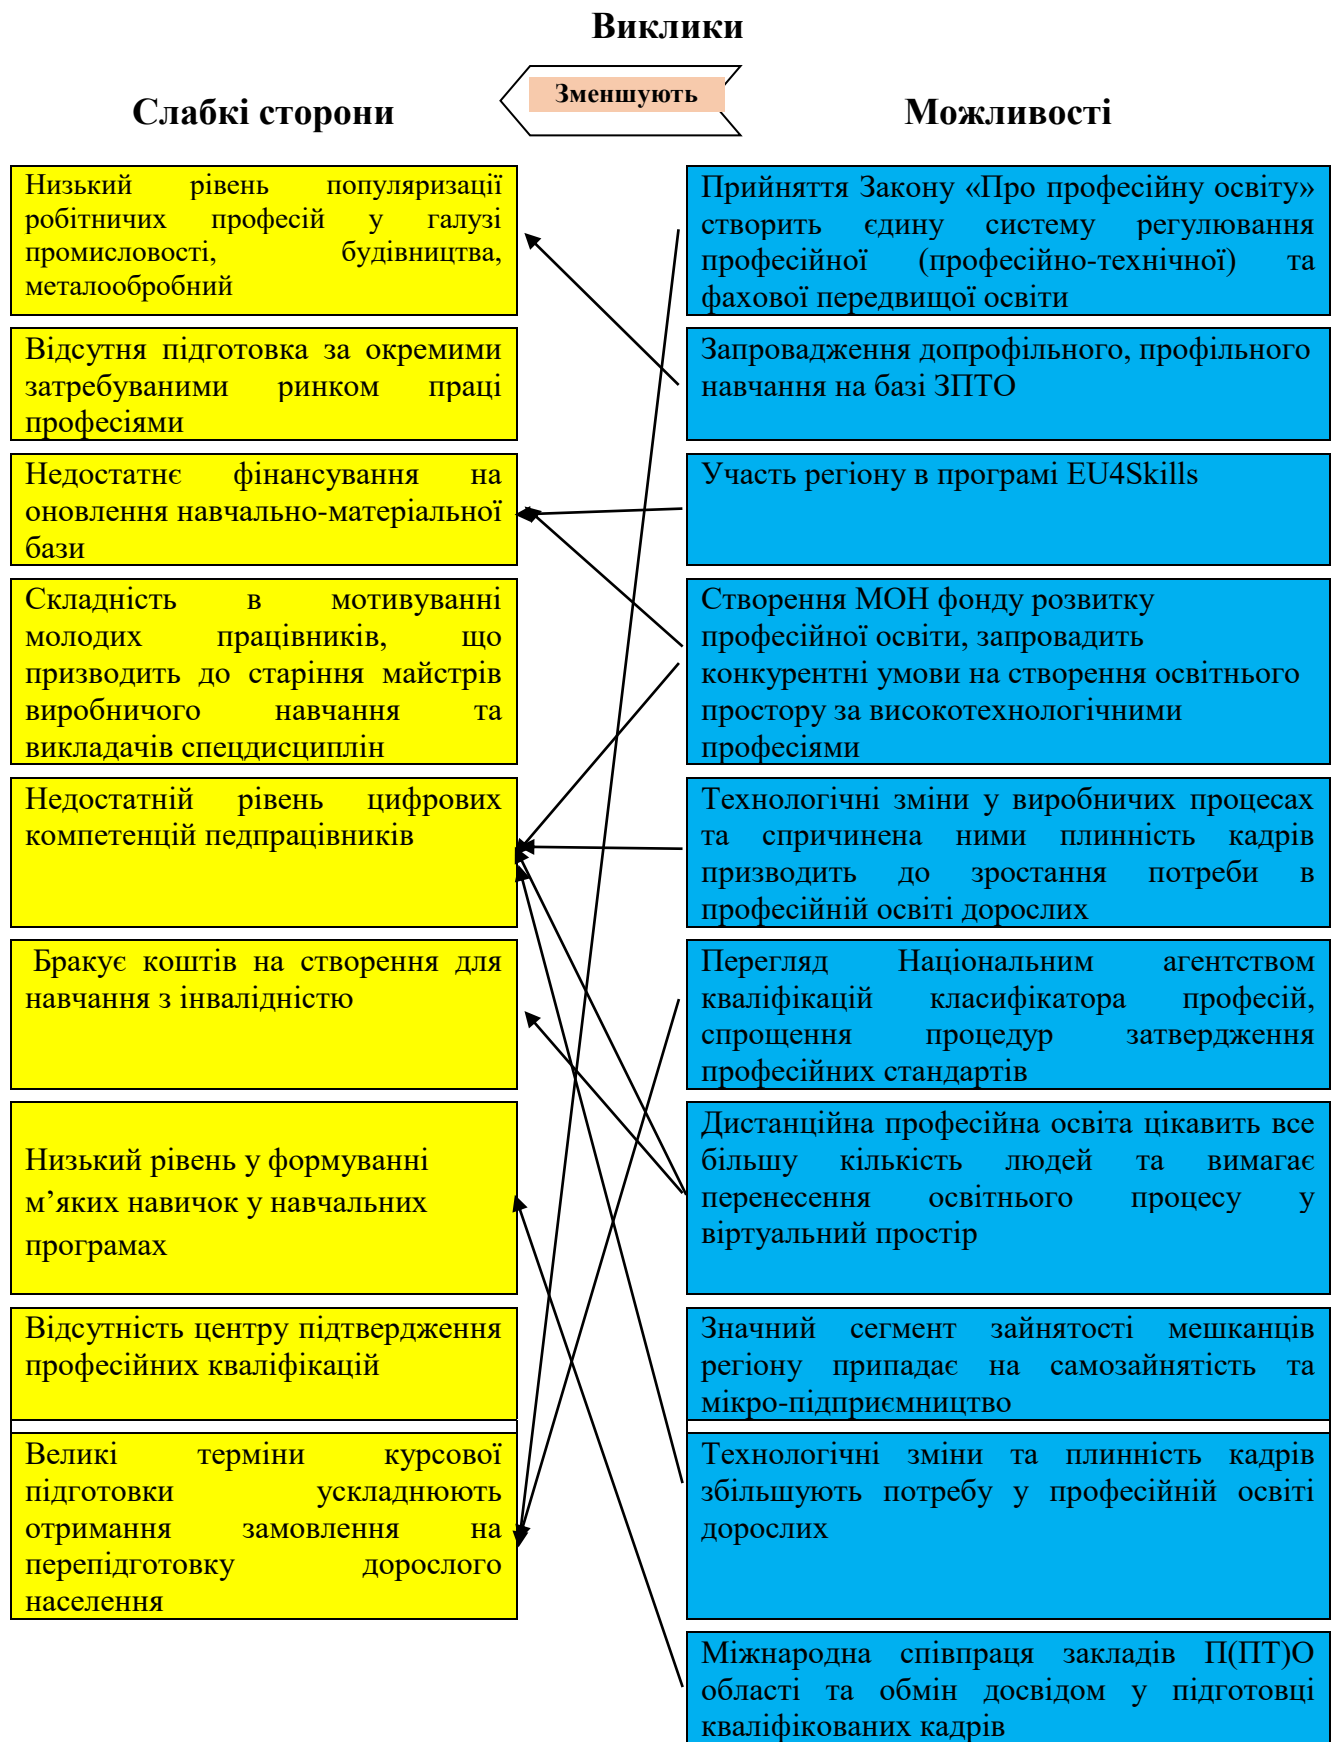 Виклики
Зменшують
Слабкі сторони
Можливості
Низький рівень популяризації
робітничих професій у галузі
промисловості, будівництва,
металообробний
Відсутня підготовка за окремими
затребуваними ринком праці
професіями
Недостатнє фінансування на
оновлення навчально-матеріальної
бази
Складність в мотивуванні
молодих працівників, що
призводить до старіння майстрів
виробничого навчання та
викладачів спецдисциплін
Недостатній рівень цифрових
компетенцій педпрацівників
Бракує коштів на створення для
навчання з інвалідністю
Низький рівень у формуванні
м’яких навичок у навчальних
програмах
Відсутність центру підтвердження
професійних кваліфікацій
Великі терміни курсової
підготовки ускладнюють
отримання замовлення на
перепідготовку дорослого
населення
Прийняття Закону «Про професійну освіту»
створить єдину систему регулювання
професійної (професійно-технічної) та
фахової передвищої освіти
Запровадження допрофільного, профільного
навчання на базі ЗПТО
Участь регіону в програмі EU4Skills
Створення МОН фонду розвитку
професійної освіти, запровадить
конкурентні умови на створення освітнього
простору за високотехнологічними
професіями
Технологічні зміни у виробничих процесах
та спричинена ними плинність кадрів
призводить до зростання потреби в
професійній освіті дорослих
Перегляд Національним агентством
кваліфікацій класифікатора професій,
спрощення процедур затвердження
професійних стандартів
Дистанційна професійна освіта цікавить все
більшу кількість людей та вимагає
перенесення освітнього процесу у
віртуальний простір
Значний сегмент зайнятості мешканців
регіону припадає на самозайнятість та
мікро-підприємництво
Технологічні зміни та плинність кадрів
збільшують потребу у професійній освіті
дорослих
Міжнародна співпраця закладів П(ПТ)О
області та обмін досвідом у підготовці
кваліфікованих кадрів